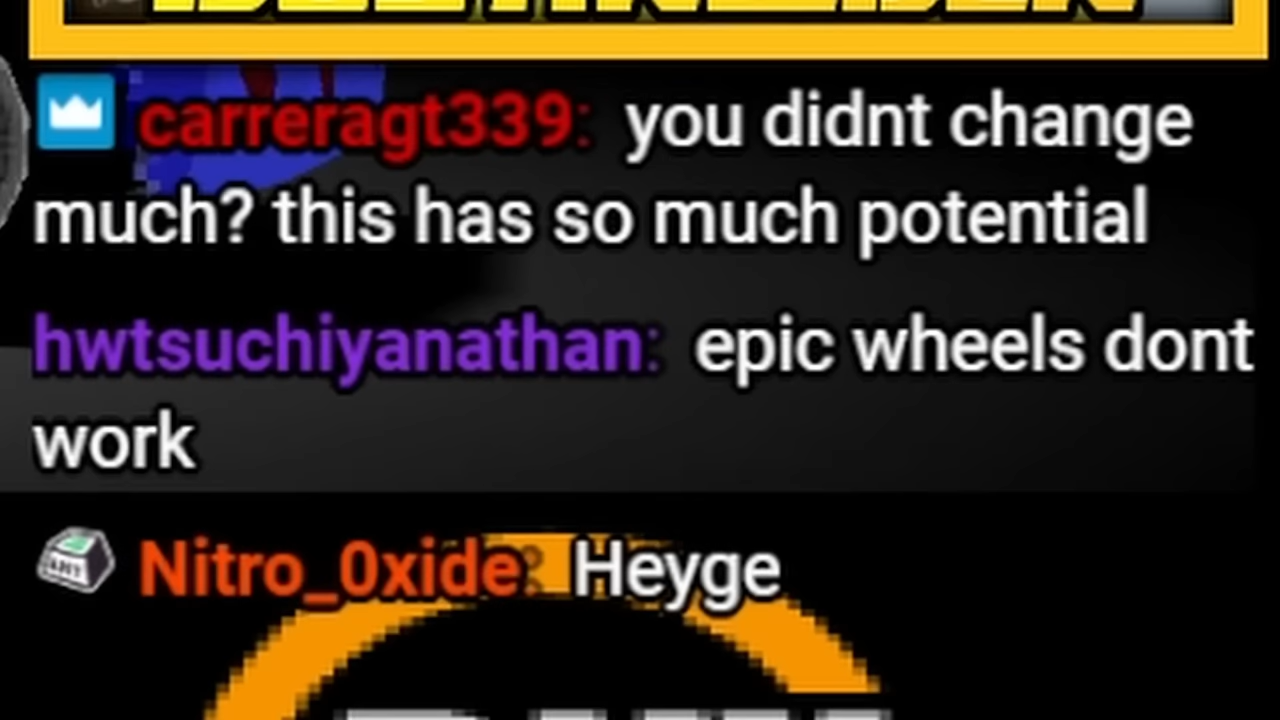 carreragt339: you didnt change
much? this has so much potential
hwtsuchiyanathan: epic wheels dont
work
Nitro_0xide: Heyge